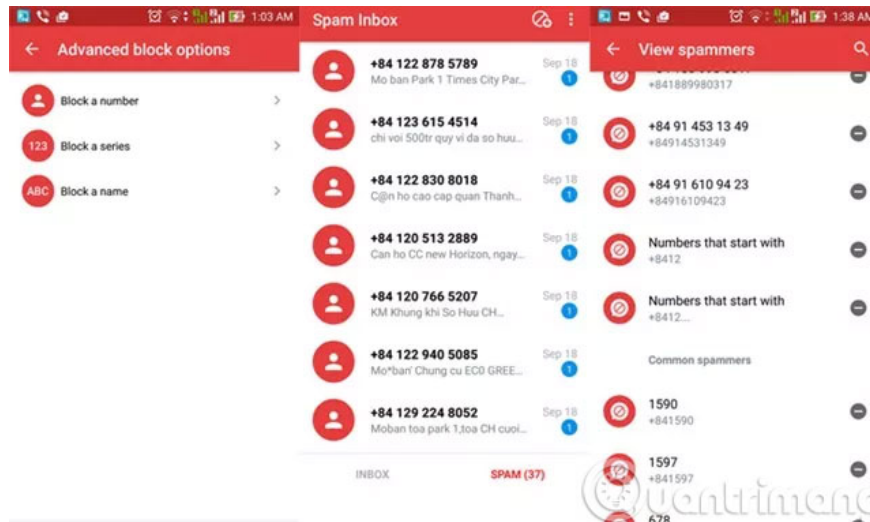 1:03 AM
Advanced block options
Block a number
123
Block a series
ABC
Block a name
Spam Inbox
+84 122 878 5789
Sep 18
Mo ban Park 1 Times City Par...
1
+84 123 615 4514
Sep 18
chi voi 500tr quy vi da so huu...
1
+84 122 830 8018
Sep 18
C@n ho cao cap quan Thanh...
1
+84 120 513 2889
Sep 18
Can ho CC new Horizon, ngay...
1
+84 120 766 5207
Sep 18
KM Khung khi So Huu CH...
1
+84 122 940 5085
Sep 18
Mo*ban' Chung cu EC0 GREE...
1
+84 129 224 8052
Sep 18
Moban toa park 1,toa CH cuoi...
1
INBOX
SPAM (37)
1:38 AM
View spammers
+841889980317
+84 91 453 13 49
+84914531349
+84 91 610 94 23
+84916109423
Numbers that start with
+8412
Numbers that start with
+8412...
Common spammers
1590
+841590
1597
+841597
678
Quantrimang